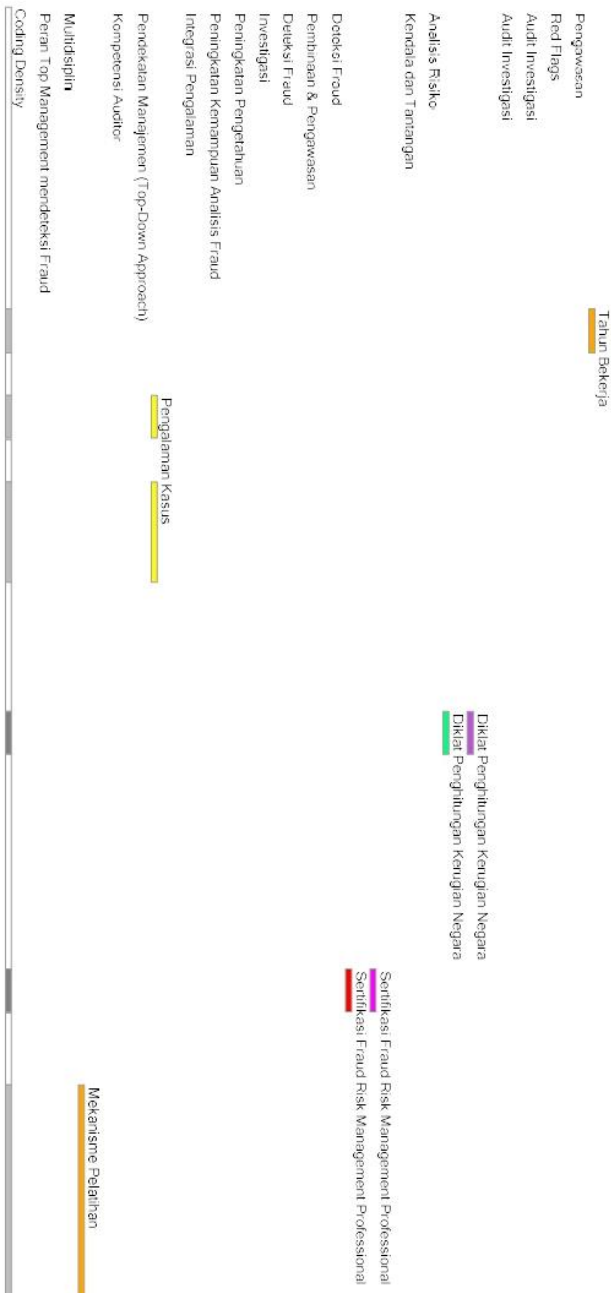 Pengawasan
Red Flags
Audit Investigasi
Audit Investigasi
Analisis Risiko
Kendala dan Tantangan
Deteksi Fraud
Pembinaan & Pengawasan
Deteksi Fraud
Investigasi
Peningkatan Pengetahuan
Peningkatan Kemampuan Analisis Fraud
Integrasi Pengalaman
Pendekatan Manajemen (Top-Down Approach)
Kompetensi Auditor
Multidisiplin
Peran Top Management mendeteksi Fraud
Coding Density
Tahun Bekerja
Pengalaman Kasus
Diklat Penghitungan Kerugian Negara
Diklat Penghitungan Kerugian Negara
Sertifikasi Fraud Risk Management Professional
Sertifikasi Fraud Risk Management Professional
Mekanisme Pelatihan